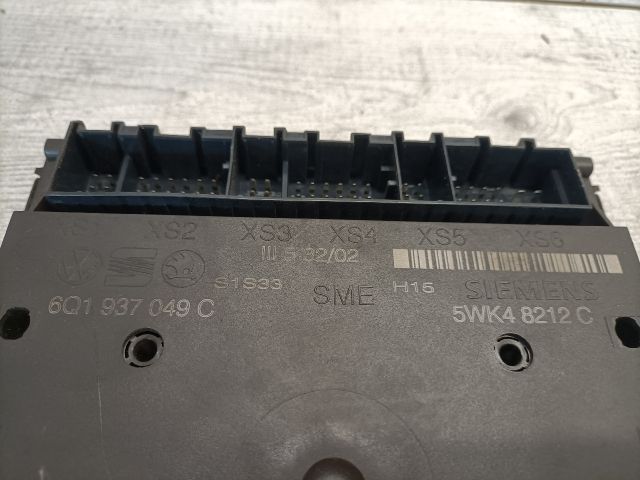 XS2 XS3 XS4 XS5 XS6
III 5 32/02
S1S33 SME H15 SIEMENS
6Q1 937 049 C 5WK4 8212 C